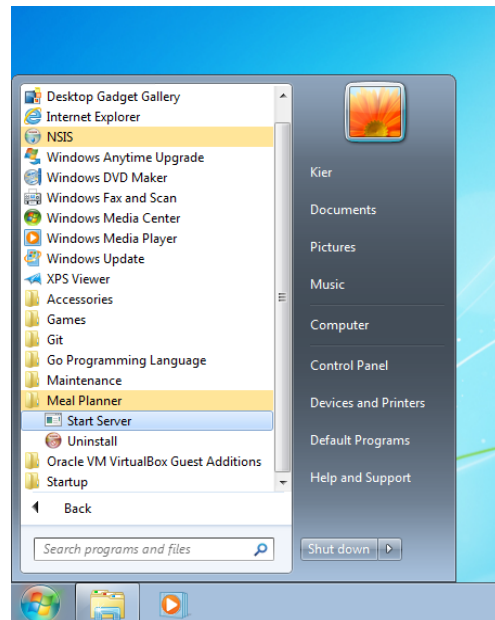 Desktop Gadget Gallery
Internet Explorer
NSIS
Windows Anytime Upgrade
Windows DVD Maker
Windows Fax and Scan
Windows Media Center
Windows Media Player
Windows Update
XPS Viewer
Accessories
Games
Git
Go Programming Language
Maintenance
Meal Planner
Start Server
Uninstall
Oracle VM VirtualBox Guest Additions
Startup
Back
Search programs and files
Kier
Documents
Pictures
Music
Computer
Control Panel
Devices and Printers
Default Programs
Help and Support
Shut down